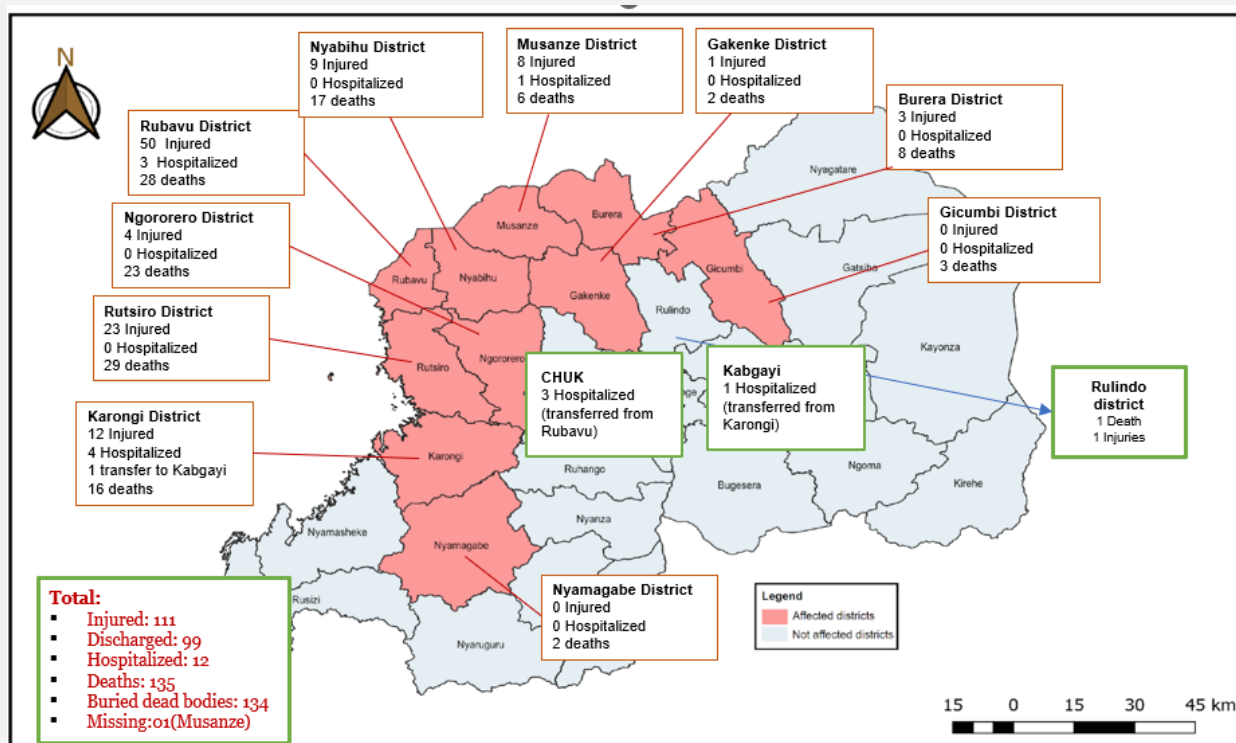 N
Nyabihu District
9 Injured
0 Hospitalized
17 deaths
Musanze District
8 Injured
1 Hospitalized
6 deaths
Gakenke District
1 Injured
0 Hospitalized
2 deaths
Burera District
3 Injured
0 Hospitalized
8 deaths
Rubavu District
50 Injured
3 Hospitalized
28 deaths
Ngororero District
4 Injured
0 Hospitalized
23 deaths
Gicumbi District
0 Injured
0 Hospitalized
3 deaths
Rutsiro District
23 Injured
0 Hospitalized
29 deaths
Karongi District
12 Injured
4 Hospitalized
1 transfer to Kabgayi
16 deaths
CHUK
3 Hospitalized
(transferred from
Rubavu)
Kabgayi
1 Hospitalized
(transferred from
Karongi)
Rulindo
district
1 Death
1 Injuries
Nyamagabe District
0 Injured
0 Hospitalized
2 deaths
Nyagatare
Burera
Musanze
Gicumbi
Gatsibo
Rubavu
Nyabihu
Gakenke
Rulindo
Kayonza
Rutsiro
Ngororero
Karongi
Ruhango
Bugesera
Ngoma
Kirehe
Nyamasheke
Nyamagabe
Nyanza
Rusizi
Nyaruguru
Total:
▪ Injured: 111
▪ Discharged: 99
▪ Hospitalized: 12
▪ Deaths: 135
▪ Buried dead bodies: 134
▪ Missing:01(Musanze)
Legend
Affected districts
Not affected districts
15 0 15 30 45 km